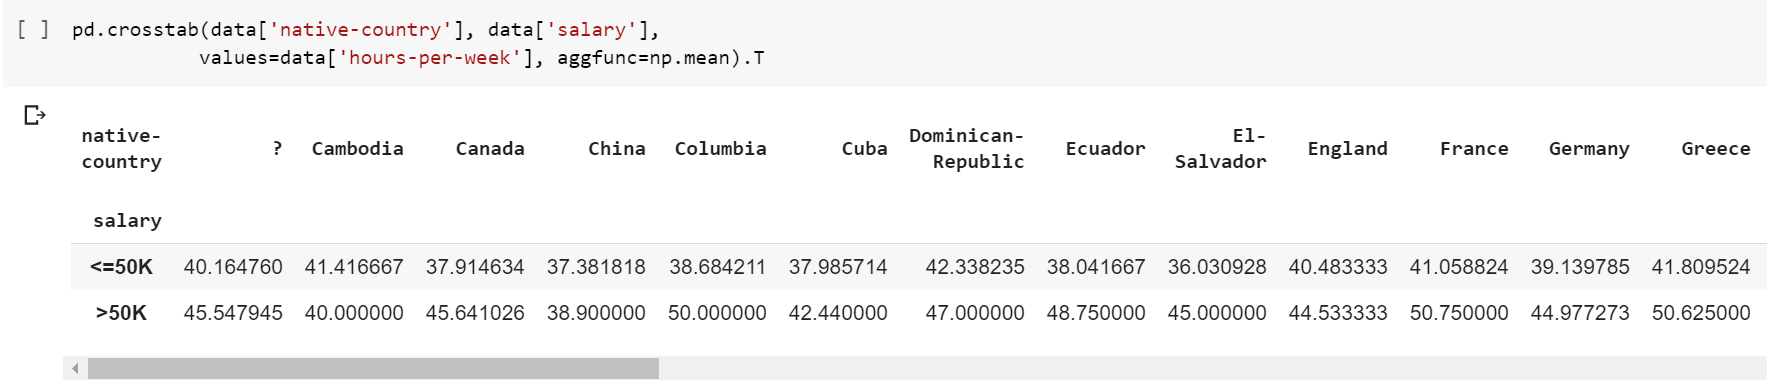 [ ] pd.crosstab(data['native-country'], data['salary'],
values=data['hours-per-week'], aggfunc=np.mean).T
native-country ? Cambodia Canada China Columbia Cuba Dominican-Republic Ecuador El-Salvador England France Germany Greece
salary
<=50K 40.164760 41.416667 37.914634 37.381818 38.684211 37.985714 42.338235 38.041667 36.030928 40.483333 41.058824 39.139785 41.809524
>50K 45.547945 40.000000 45.641026 38.900000 50.000000 42.440000 47.000000 48.750000 45.000000 44.533333 50.750000 44.977273 50.625000